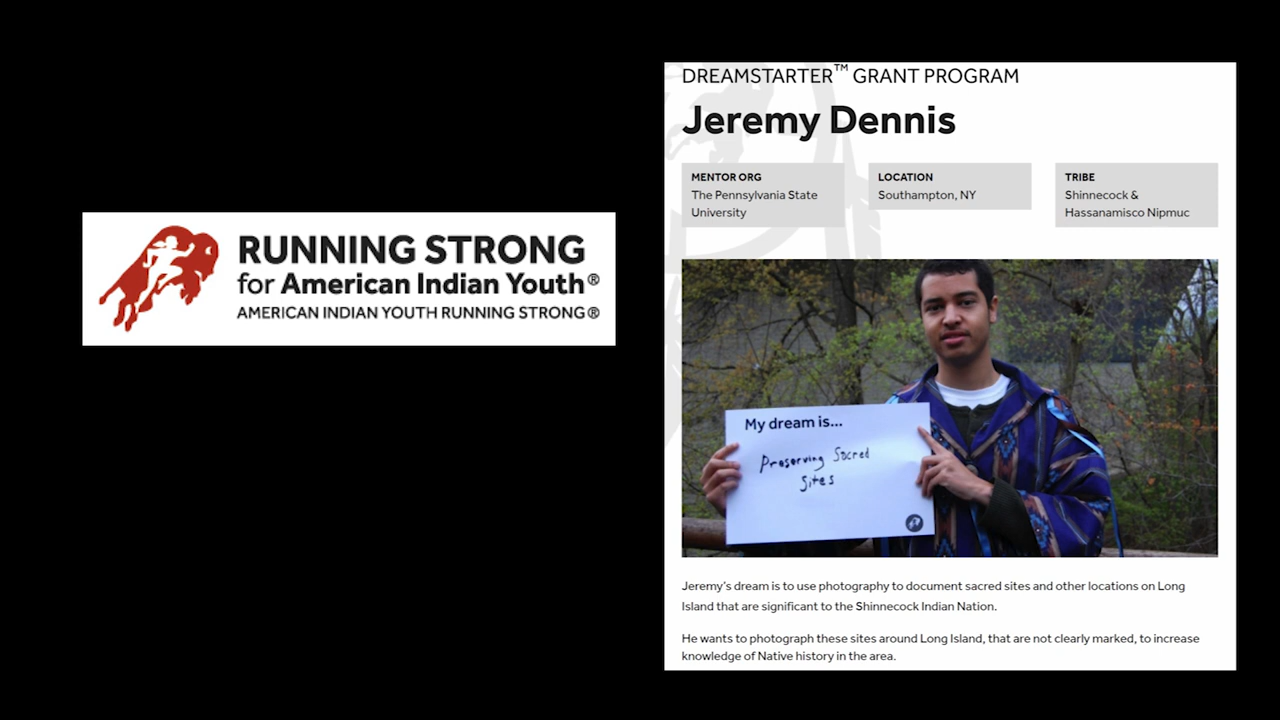 RUNNING STRONG
for American Indian Youth®
AMERICAN INDIAN YOUTH RUNNING STRONG®
DREAMSTARTER™ GRANT PROGRAM
Jeremy Dennis
MENTOR ORG
The Pennsylvania State
University
LOCATION
Southampton, NY
TRIBE
Shinnecock &
Hassanamisco Nipmuc
My dream is...
Preserving Sacred
Sites
Jeremy's dream is to use photography to document sacred sites and other locations on Long
Island that are significant to the Shinnecock Indian Nation.
He wants to photograph these sites around Long Island, that are not clearly marked, to increase
knowledge of Native history in the area.